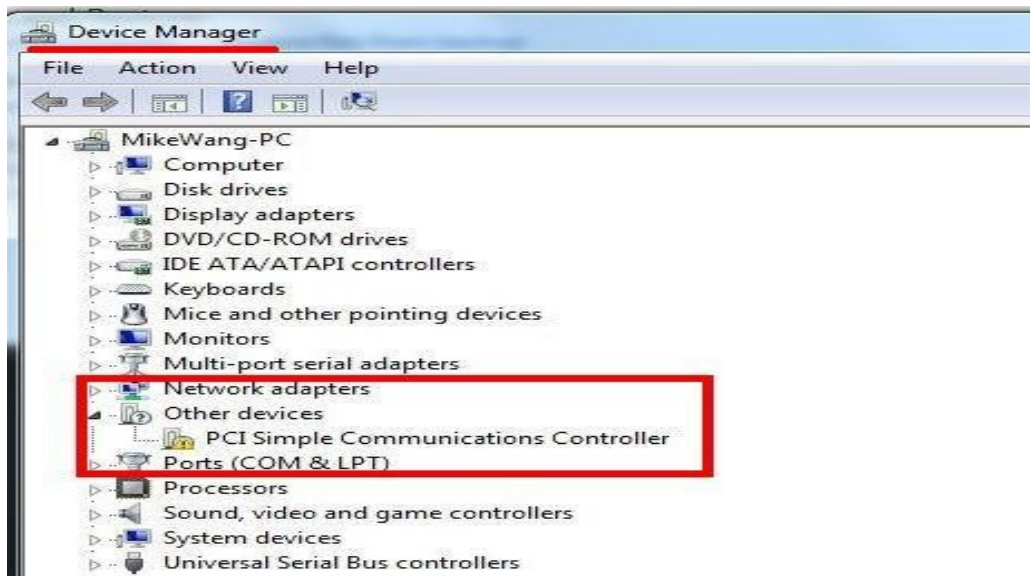 Device Manager
File Action View Help
MikeWang-PC
Computer
Disk drives
Display adapters
DVD/CD-ROM drives
IDE ATA/ATAPI controllers
Keyboards
Mice and other pointing devices
Monitors
Multi-port serial adapters
Network adapters
Other devices
PCI Simple Communications Controller
Ports (COM & LPT)
Processors
Sound, video and game controllers
System devices
Universal Serial Bus controllers